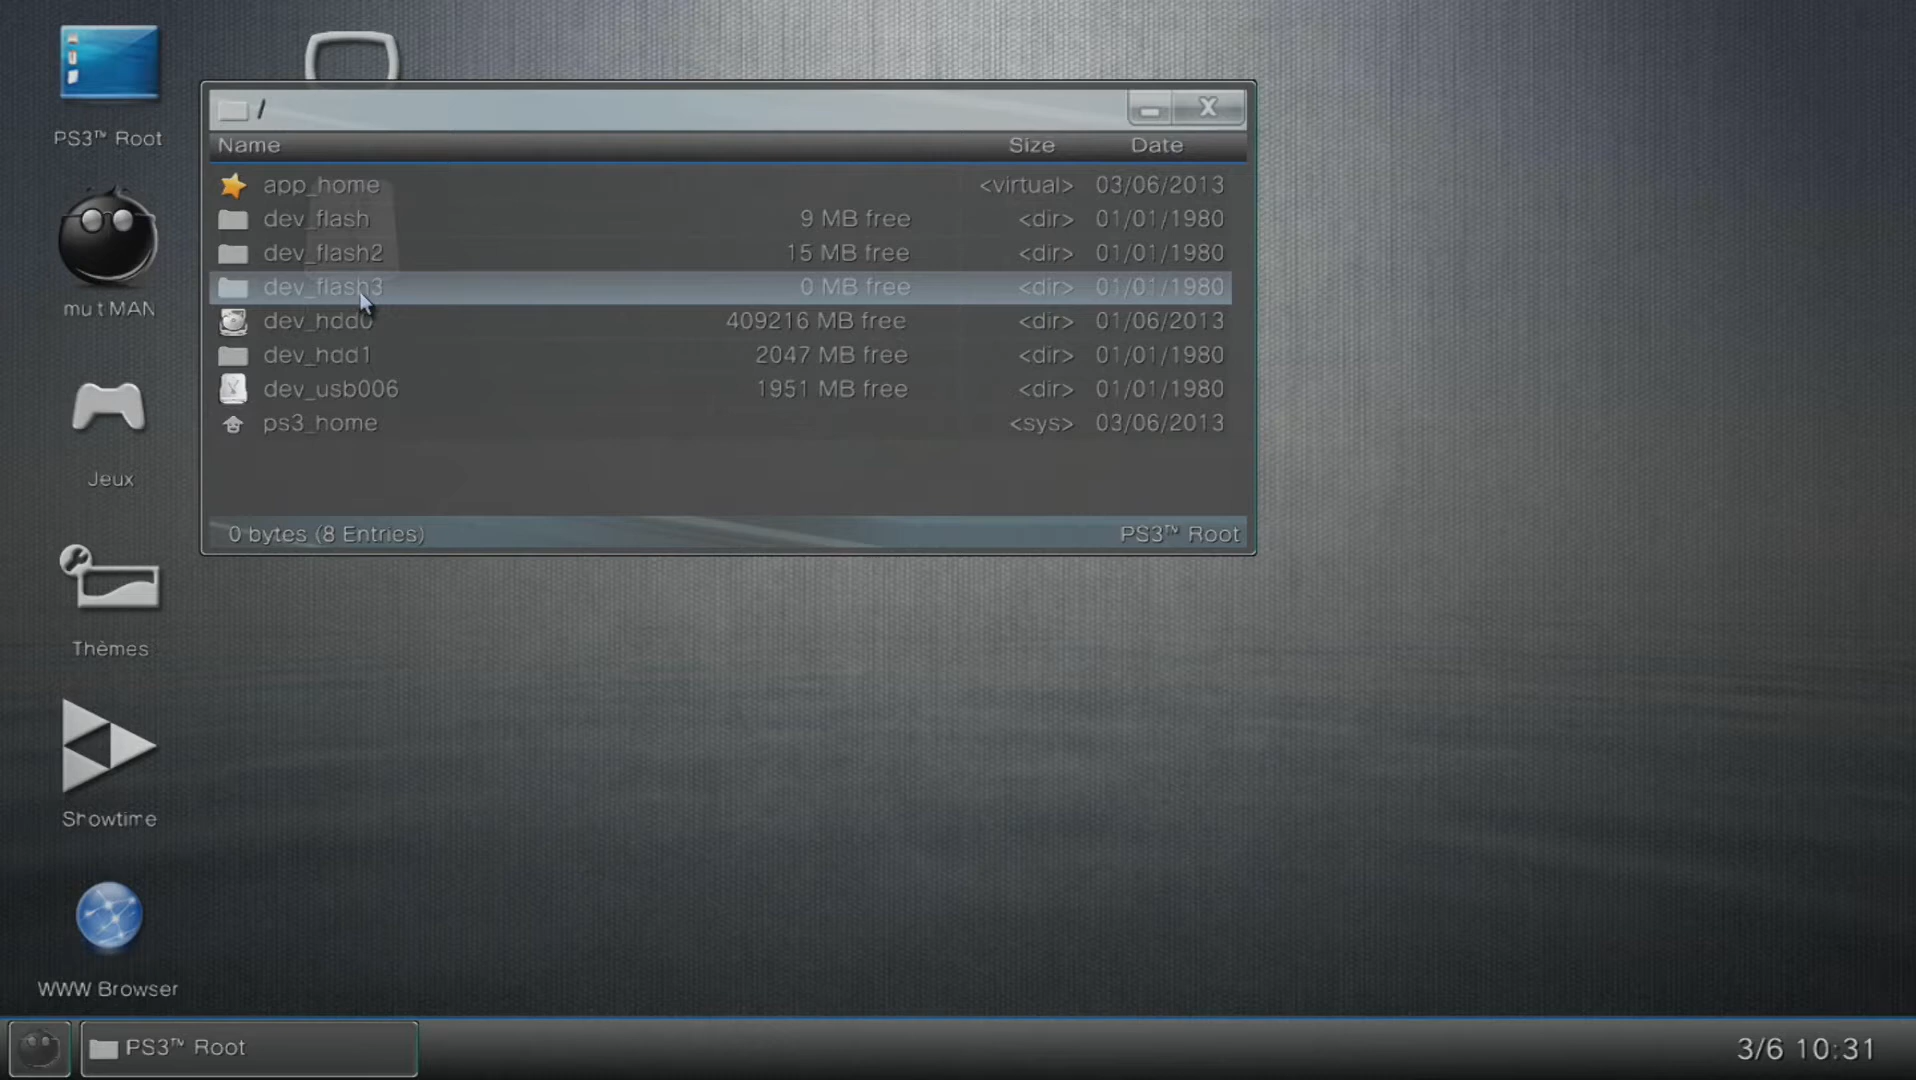 PS3™ Root
mu t MAN
Jeux
Thèmes
Showtime
WWW Browser
/
Name Size Date
app_home <virtual> 03/06/2013
dev_flash 9 MB free <dir> 01/01/1980
dev_flash2 15 MB free <dir> 01/01/1980
dev_flash3 0 MB free <dir> 01/01/1980
dev_hdd0 409216 MB free <dir> 01/06/2013
dev_hdd1 2047 MB free <dir> 01/01/1980
dev_usb006 1951 MB free <dir> 01/01/1980
ps3_home <sys> 03/06/2013
0 bytes (8 Entries) PS3™ Root
PS3™ Root 3/6 10:31